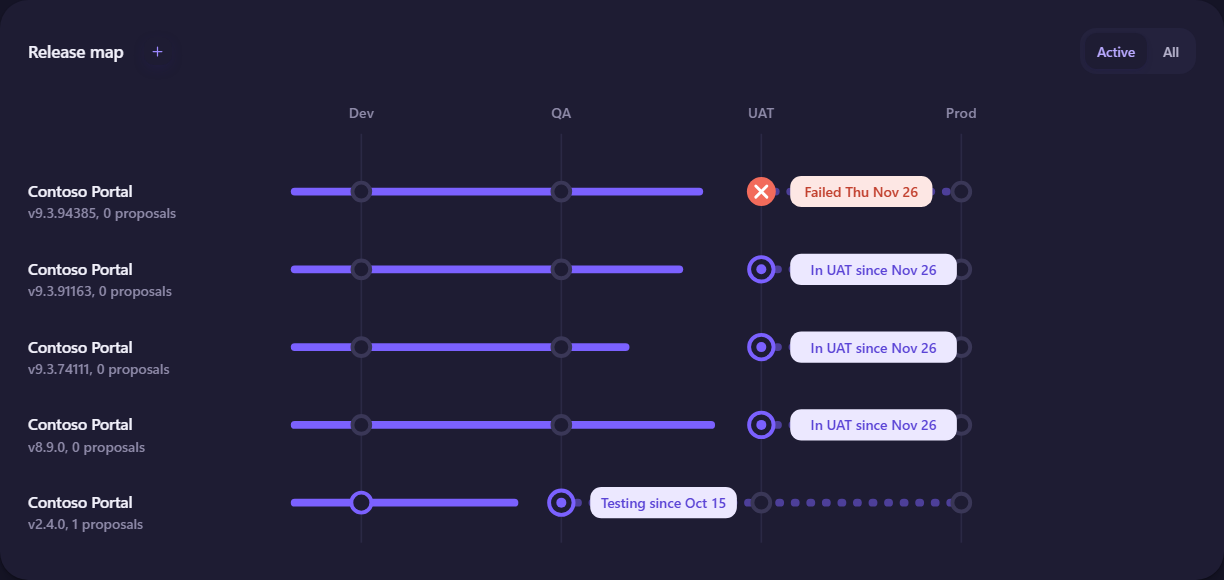 Release map +
Active All
Dev QA UAT Prod
Contoso Portal
v9.3.94385, 0 proposals
Failed Thu Nov 26
Contoso Portal
v9.3.91163, 0 proposals
In UAT since Nov 26
Contoso Portal
v9.3.74111, 0 proposals
In UAT since Nov 26
Contoso Portal
v8.9.0, 0 proposals
In UAT since Nov 26
Contoso Portal
v2.4.0, 1 proposals
Testing since Oct 15